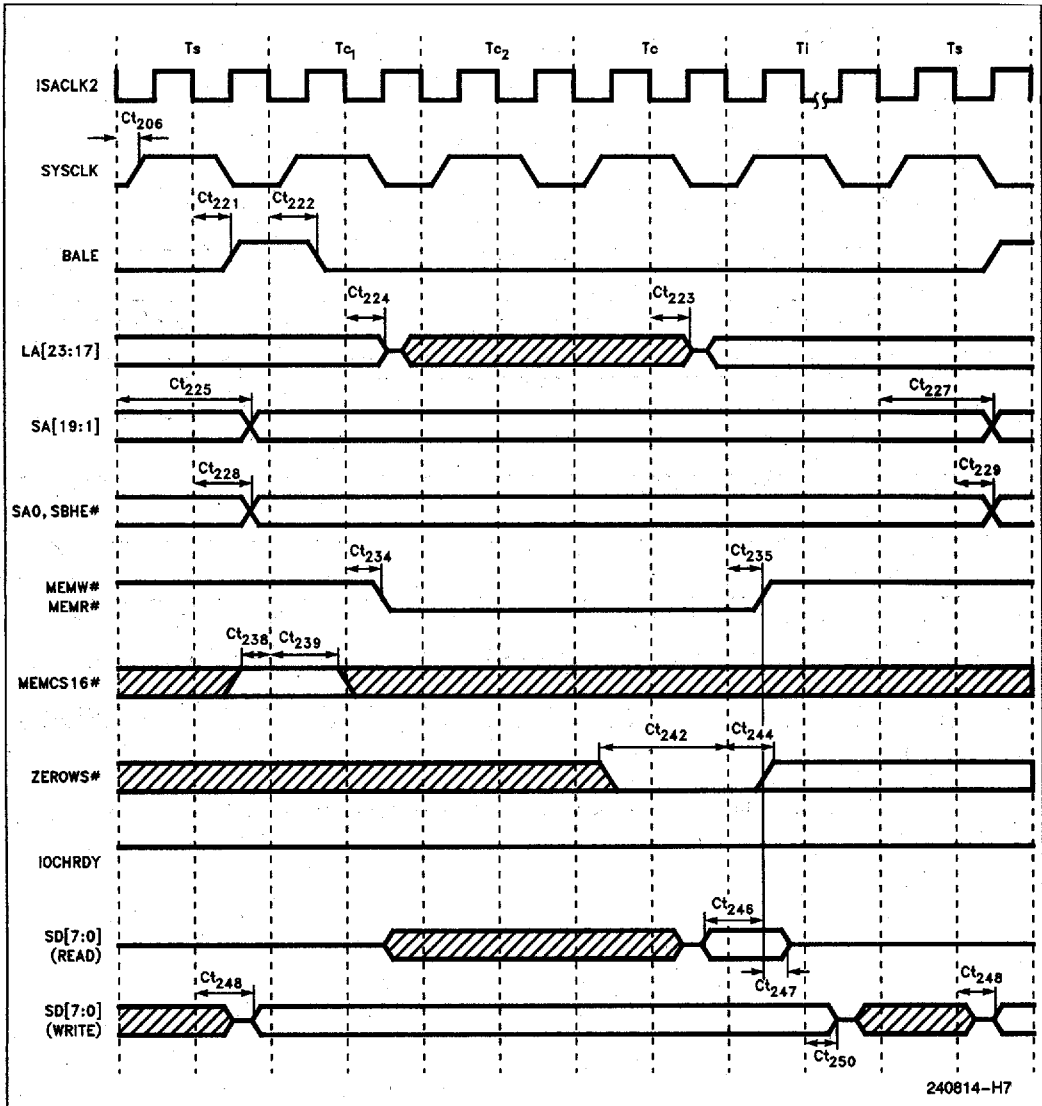 Ts Tc1 Tc2 Tc Ti Ts
ISACLK2
Ct206
SYSCLK
Ct221 Ct222
BALE
Ct224 Ct223
LA[23:17]
Ct225 Ct227
SA[19:1]
Ct228 Ct229
SA0, SBHE#
Ct234 Ct235
MEMW#
MEMR#
Ct238 Ct239
MEMCS16#
Ct242 Ct244
ZEROWS#
IOCHRDY
Ct246
SD[7:0]
(READ)
Ct247
Ct248 Ct248
SD[7:0]
(WRITE)
Ct250
240814-H7